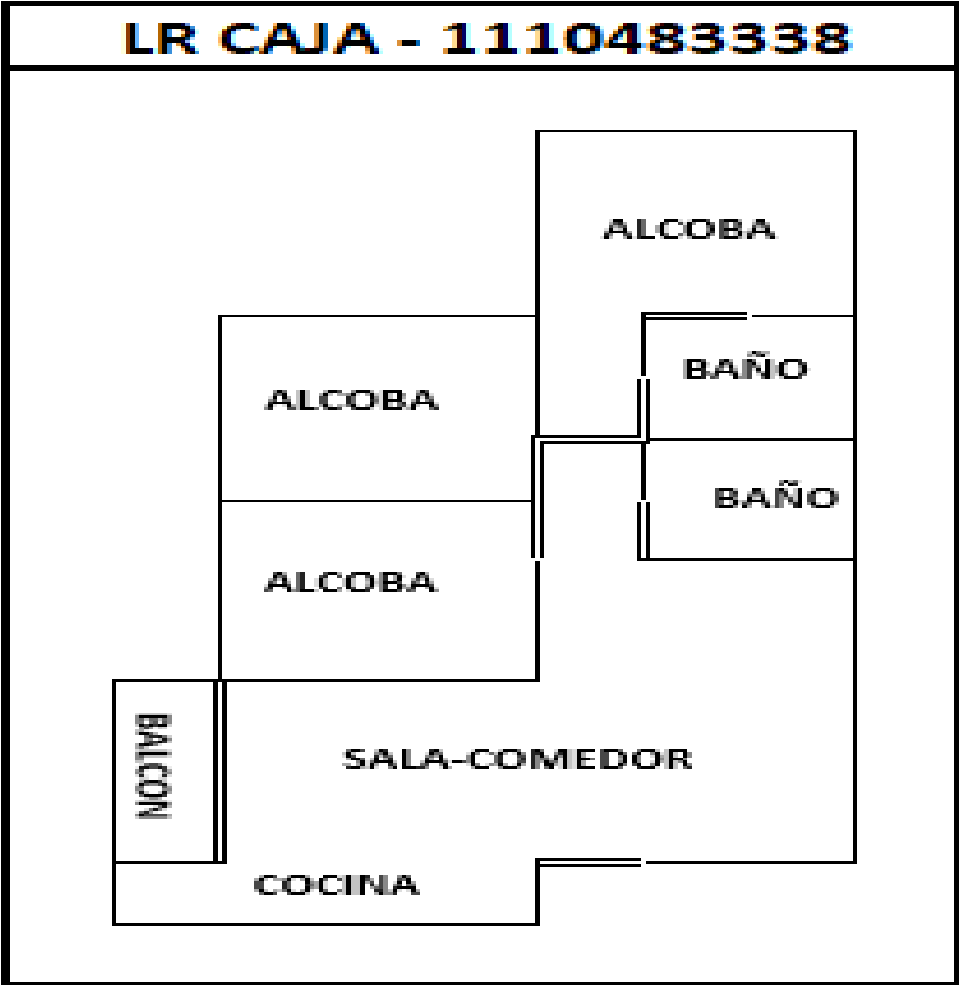 LR CAJA - 1110483338
ALCOBA
BAÑO
ALCOBA
BAÑO
ALCOBA
BALCON
SALA-COMEDOR
COCINA